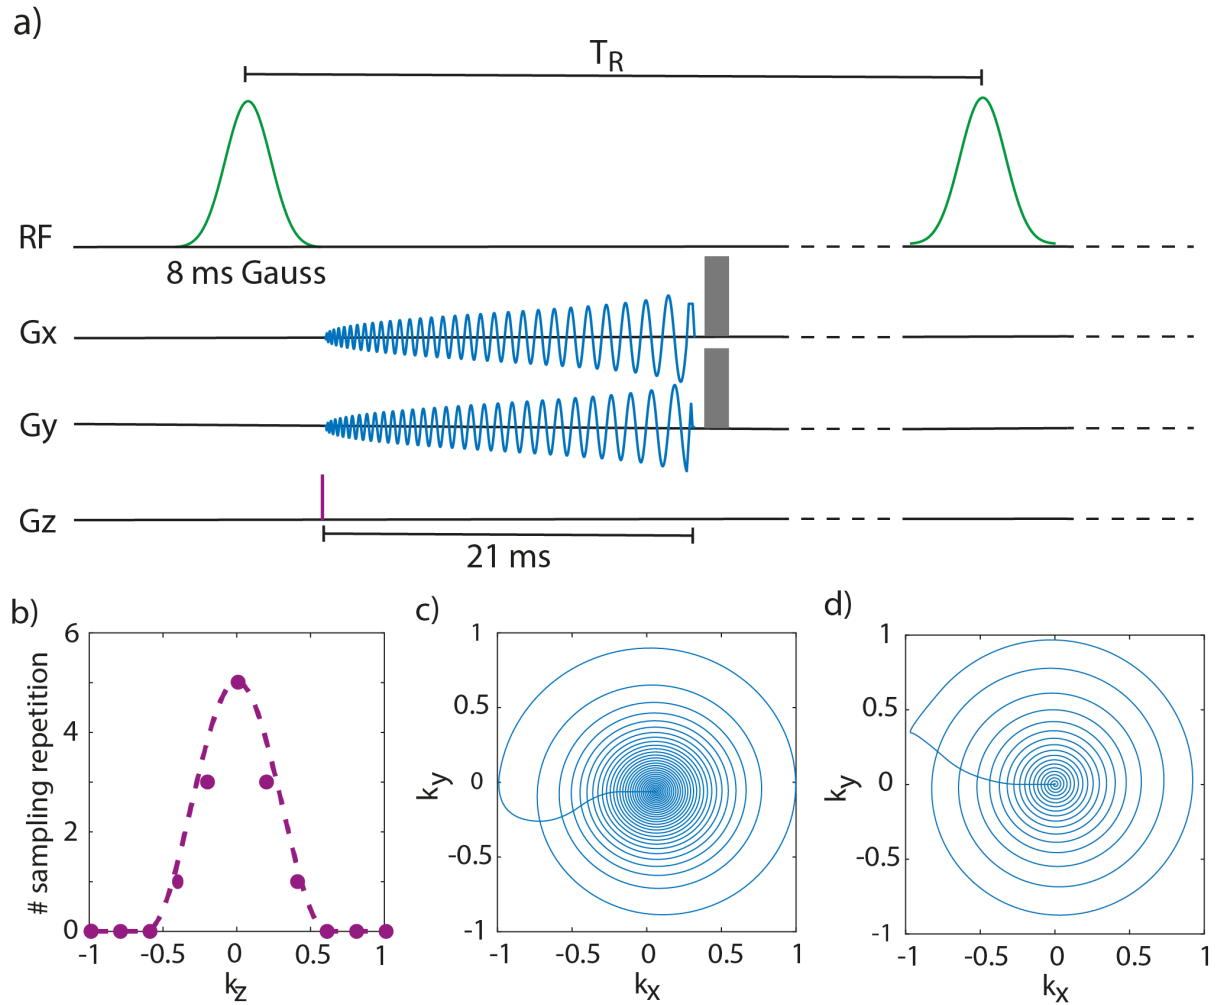 a)
T_R
RF
8 ms Gauss
Gx
Gy
Gz
21 ms
b)
# sampling repetition
6
4
2
0
-1 -0.5 0 0.5 1
k_z
c)
k_y
1
0.5
0
-0.5
-1
-1 -0.5 0 0.5 1
k_x
d)
k_y
1
0.5
0
-0.5
-1
-1 -0.5 0 0.5 1
k_x